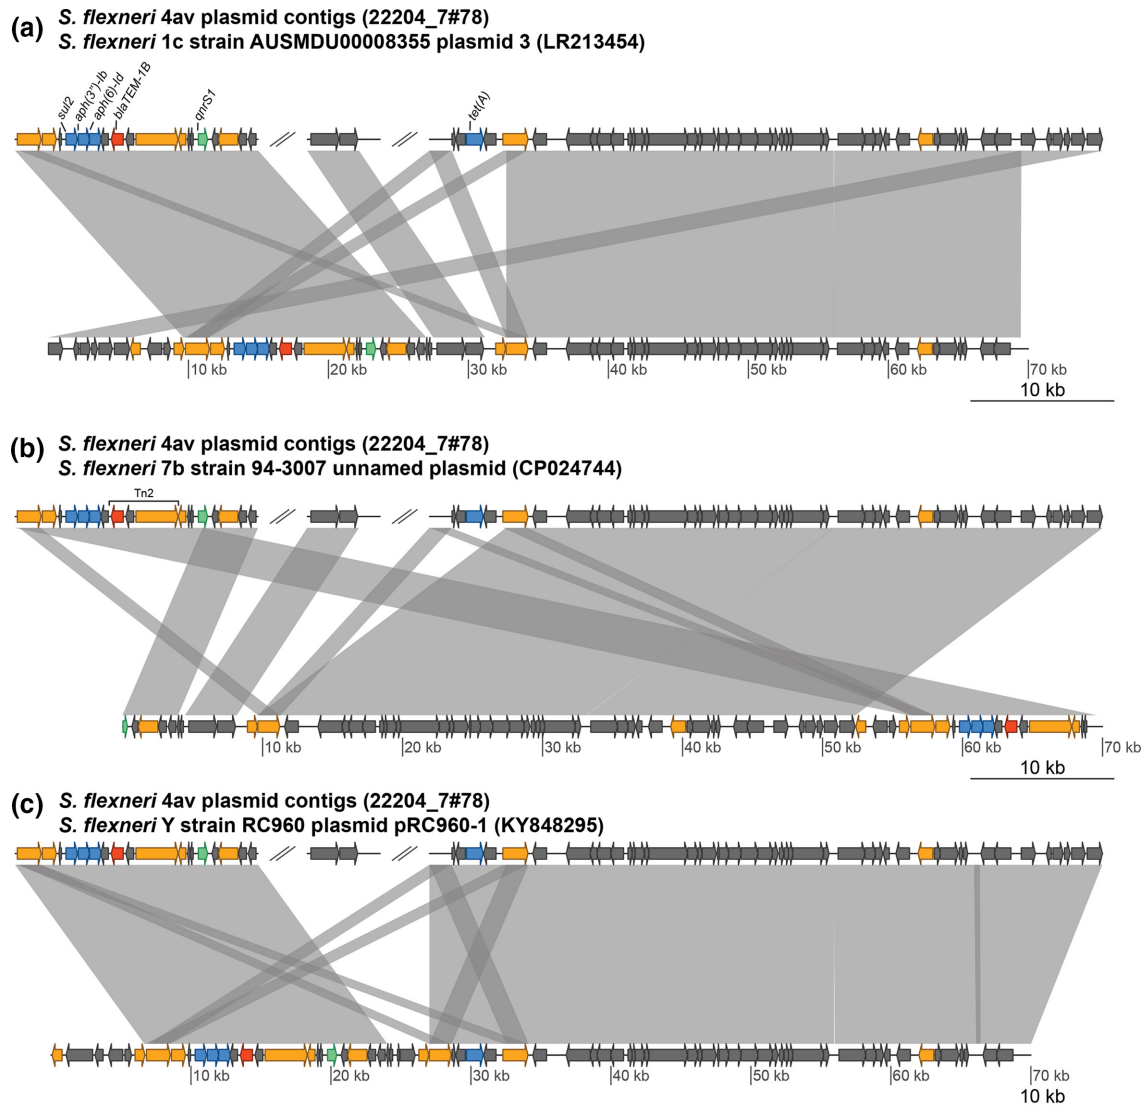 (a) S. flexneri 4av plasmid contigs (22204_7#78)
S. flexneri 1c strain AUSMDU00008355 plasmid 3 (LR213454)
sul2 aph(3")-Ib aph(6)-Id blaTEM-1B qnrS1 tet(A)
10 kb 20 kb 30 kb 40 kb 50 kb 60 kb 70 kb
10 kb
(b) S. flexneri 4av plasmid contigs (22204_7#78)
S. flexneri 7b strain 94-3007 unnamed plasmid (CP024744)
Tn2
10 kb 20 kb 30 kb 40 kb 50 kb 60 kb 70 kb
10 kb
(c) S. flexneri 4av plasmid contigs (22204_7#78)
S. flexneri Y strain RC960 plasmid pRC960-1 (KY848295)
10 kb 20 kb 30 kb 40 kb 50 kb 60 kb 70 kb
10 kb